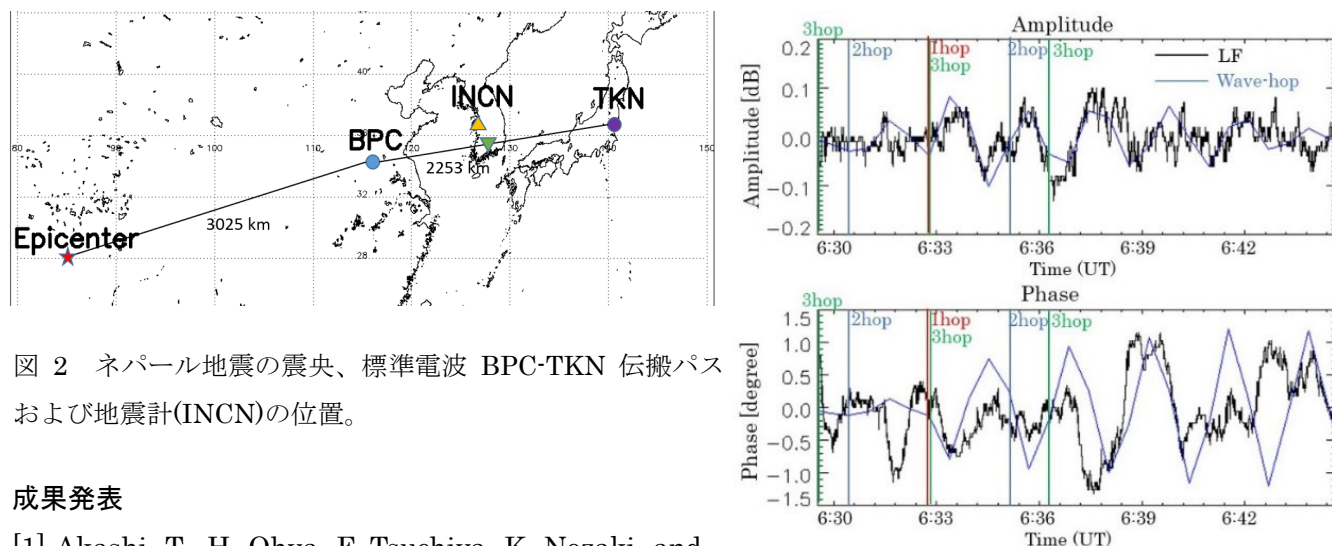 40
INCN
TKN
BPC
80
120
130
150
2253 km
32
3025 km
Epicenter
28
図 2 ネパール地震の震央、標準電波 BPC-TKN 伝搬パス
および地震計(INCN)の位置。
成果発表
Amplitude
3hop
2hop
1hop
3hop
2hop
3hop
LF
Wave-hop
Amplitude [dB]
0.2
0.1
0.0
−0.1
−0.2
6:30 6:33 6:36 6:39 6:42
Time (UT)
Phase
3hop
2hop
1hop
3hop
2hop
3hop
Phase [degree]
1.5
1.0
0.5
0.0
−0.5
−1.0
−1.5
6:30 6:33 6:36 6:39 6:42
Time (UT)